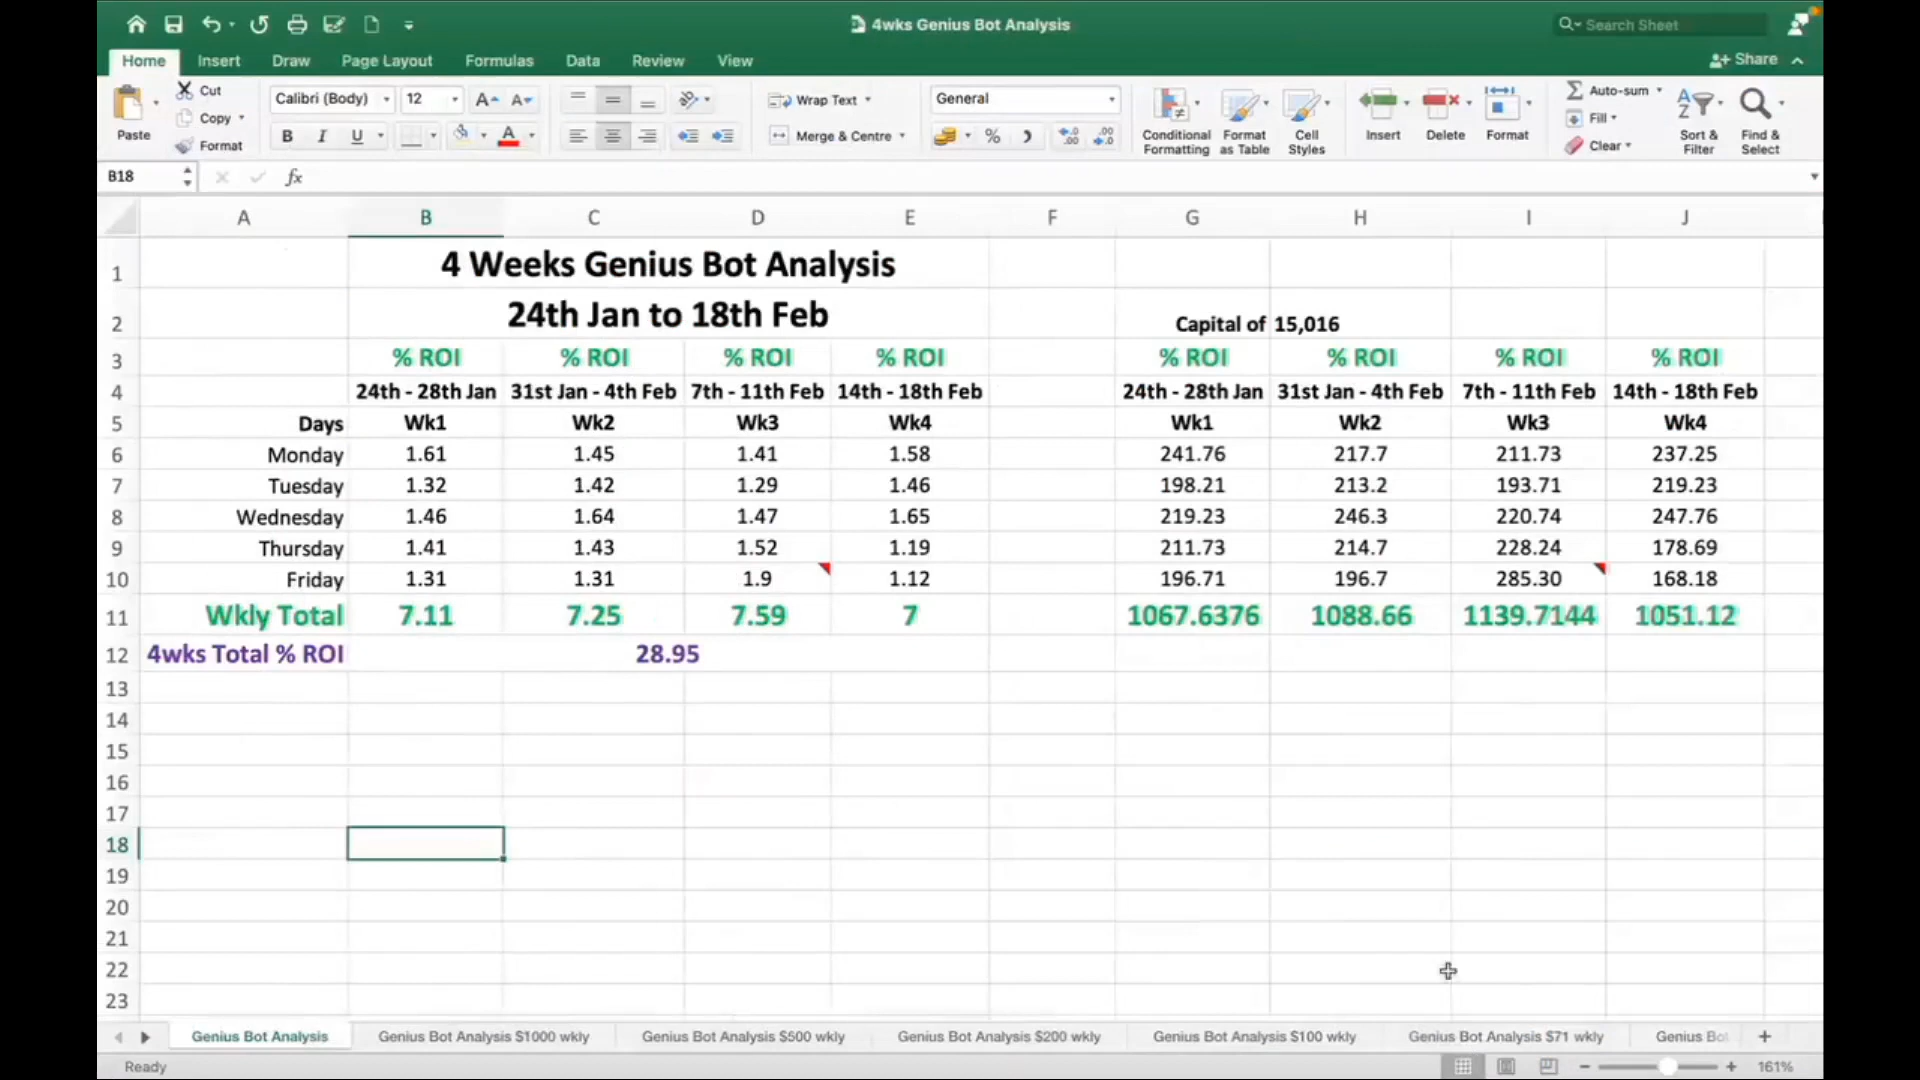 4wks Genius Bot Analysis
Search Sheet
Home Insert Draw Page Layout Formulas Data Review View
Share
Paste
Cut
Copy
Format
Calibri (Body) 12
B I U
Wrap Text
Merge & Centre
General
Conditional Formatting
Format as Table
Cell Styles
Insert Delete Format
Auto-sum
Fill
Clear
Sort & Filter
Find & Select
B18 fx
A B C D E F G H I J
1 4 Weeks Genius Bot Analysis
2 24th Jan to 18th Feb Capital of 15,016
3 % ROI % ROI % ROI % ROI % ROI % ROI % ROI % ROI
4 24th - 28th Jan 31st Jan - 4th Feb 7th - 11th Feb 14th - 18th Feb 24th - 28th Jan 31st Jan - 4th Feb 7th - 11th Feb 14th - 18th Feb
5 Days Wk1 Wk2 Wk3 Wk4 Wk1 Wk2 Wk3 Wk4
6 Monday 1.61 1.45 1.41 1.58 241.76 217.7 211.73 237.25
7 Tuesday 1.32 1.42 1.29 1.46 198.21 213.2 193.71 219.23
8 Wednesday 1.46 1.64 1.47 1.65 219.23 246.3 220.74 247.76
9 Thursday 1.41 1.43 1.52 1.19 211.73 214.7 228.24 178.69
10 Friday 1.31 1.31 1.9 1.12 196.71 196.7 285.30 168.18
11 Wkly Total 7.11 7.25 7.59 7 1067.6376 1088.66 1139.7144 1051.12
12 4wks Total % ROI 28.95
13
14
15
16
17
18
19
20
21
22
23
Genius Bot Analysis Genius Bot Analysis $1000 wkly Genius Bot Analysis $500 wkly Genius Bot Analysis $200 wkly Genius Bot Analysis $100 wkly Genius Bot Analysis $71 wkly Genius Bo
Ready 161%